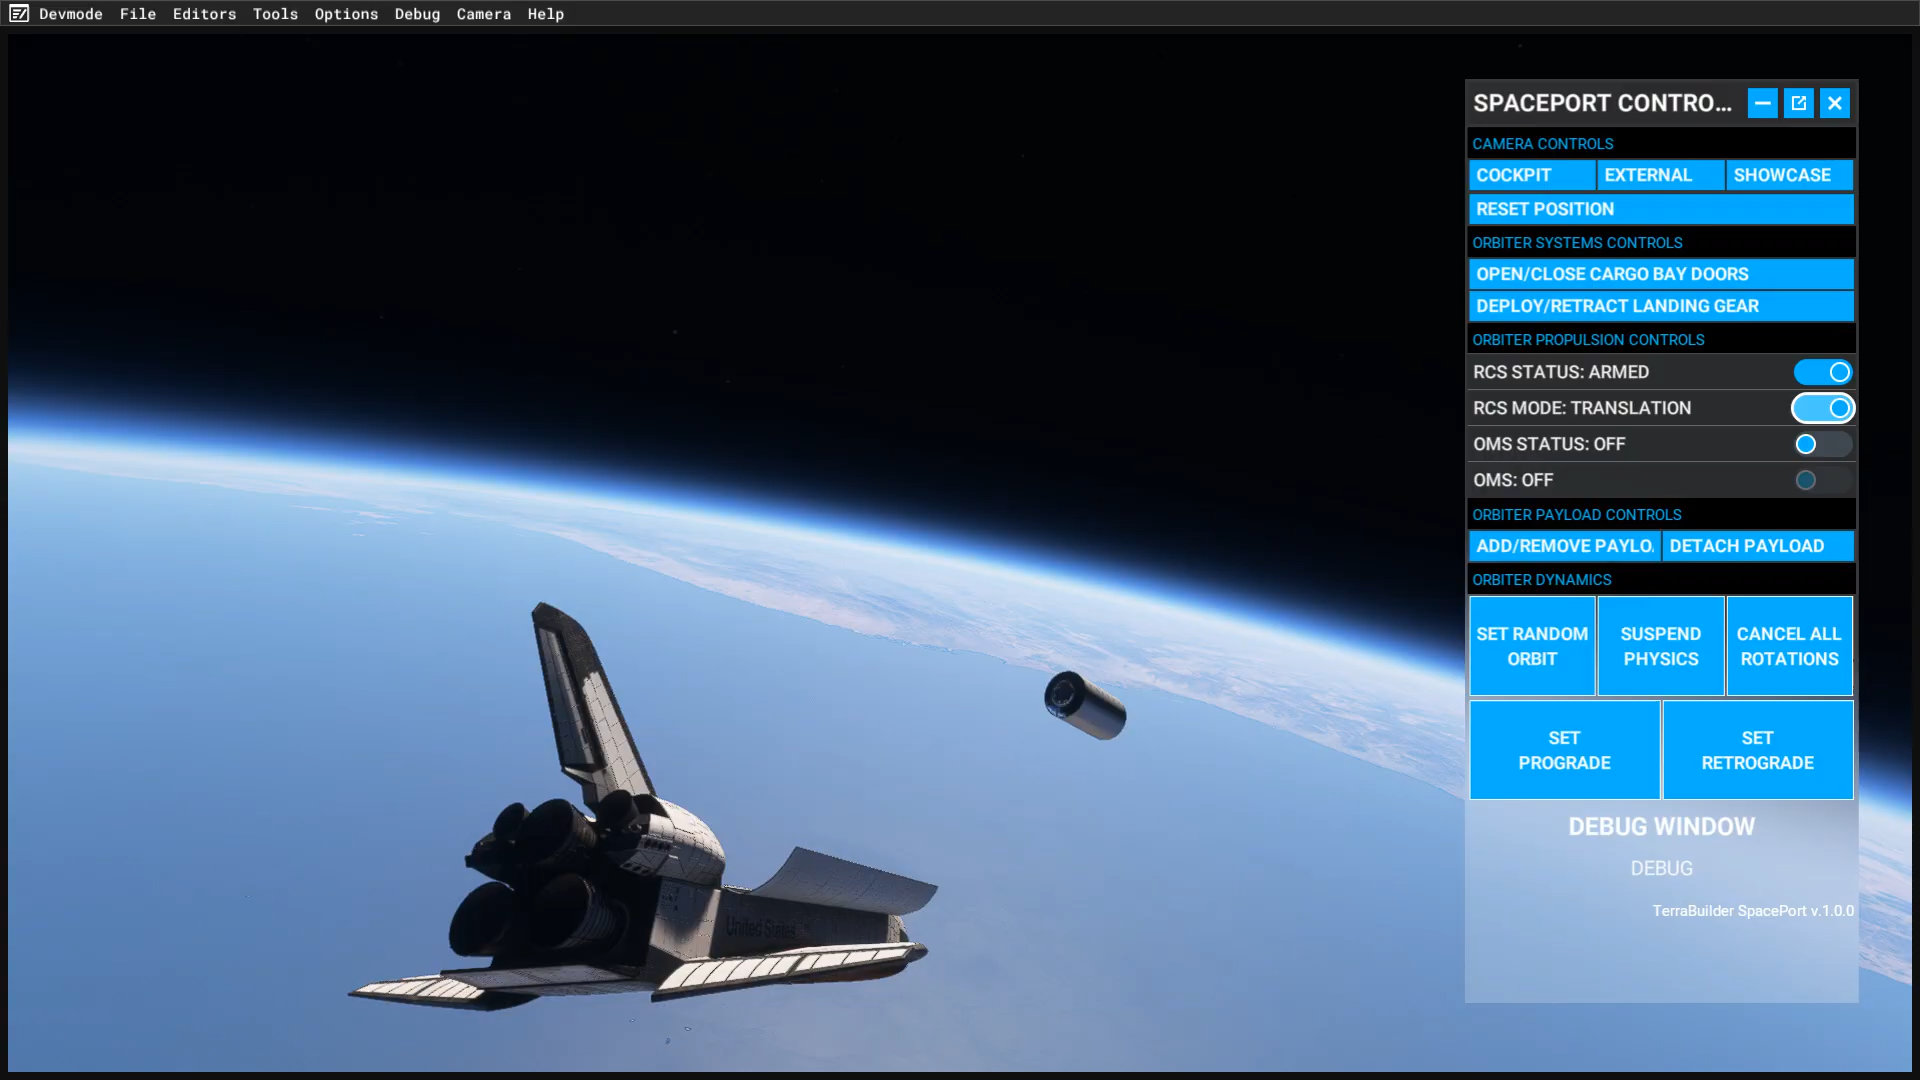 Devmode File Editors Tools Options Debug Camera Help
SPACEPORT CONTRO...
CAMERA CONTROLS
COCKPIT EXTERNAL SHOWCASE
RESET POSITION
ORBITER SYSTEMS CONTROLS
OPEN/CLOSE CARGO BAY DOORS
DEPLOY/RETRACT LANDING GEAR
ORBITER PROPULSION CONTROLS
RCS STATUS: ARMED
RCS MODE: TRANSLATION
OMS STATUS: OFF
OMS: OFF
ORBITER PAYLOAD CONTROLS
ADD/REMOVE PAYLO. DETACH PAYLOAD
ORBITER DYNAMICS
SET RANDOM
ORBIT
SUSPEND
PHYSICS
CANCEL ALL
ROTATIONS
SET
PROGRADE
SET
RETROGRADE
DEBUG WINDOW
DEBUG
TerraBuilder SpacePort v.1.0.0
United States